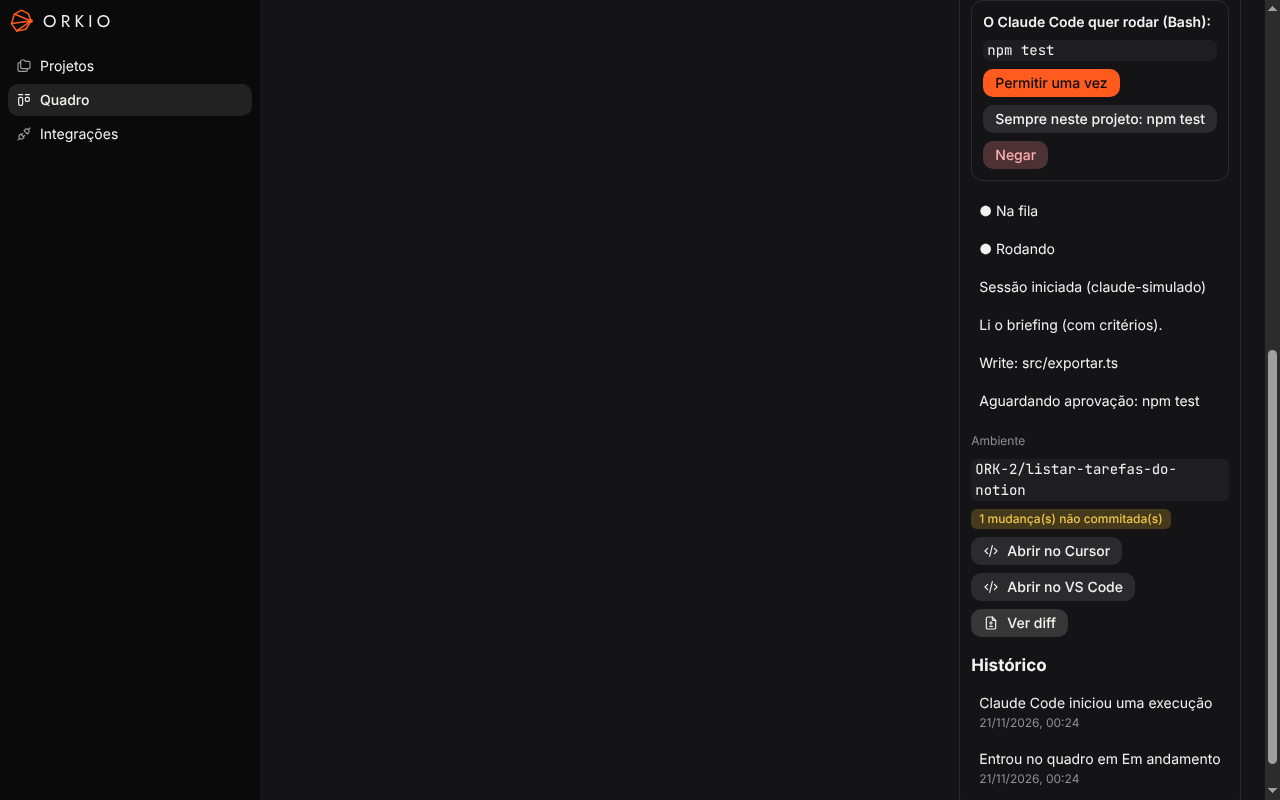 ORKIO
Projetos
Quadro
Integrações
O Claude Code quer rodar (Bash):
npm test
Permitir uma vez
Sempre neste projeto: npm test
Negar
Na fila
Rodando
Sessão iniciada (claude-simulado)
Li o briefing (com critérios).
Write: src/exportar.ts
Aguardando aprovação: npm test
Ambiente
ORK-2/listar-tarefas-do-
notion
1 mudança(s) não commitada(s)
Abrir no Cursor
Abrir no VS Code
Ver diff
Histórico
Claude Code iniciou uma execução
21/11/2026, 00:24
Entrou no quadro em Em andamento
21/11/2026, 00:24